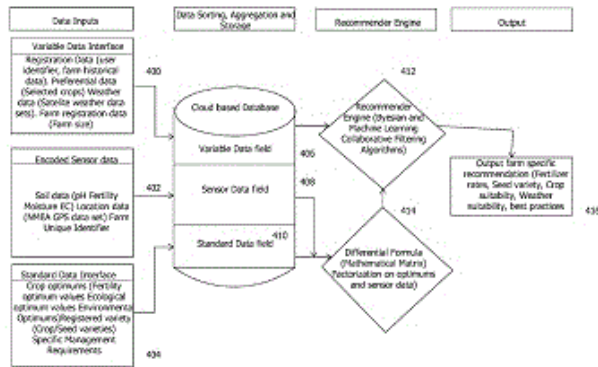 Data Inputs
Data Sorting, Aggregation and
Storage
Recommender Engine
Output
Variable Data Interface
Registration Data (user
identifier, farm historical
data). Preferential data
(Selected crops) Weather
data (Satelite weather data
sets). Farm registration data
(Farm size)
400
Encoded Sensor data
Soil data (pH Fertility
Moisture EC) Location data
(NMEA GPS data set) Farm
Unique Identifier
402
Standard Data Interface
Crop optimums (Fertility
optimum values Ecological
optimum values Environmental
Optimums)Registered variety
(Crop/Seed varieties)
Specific Management
Requirements
404
Cloud based Database
Variable Data field
406
Sensor Data field
408
410
Standard Data field
412
Recommender
Engine (Byesian and
Machine Learning
Collaborative Filtering
Algorithms)
414
Differential Formula
(Mathematical Matrix)
Factorization on optimums
and sensor data)
Output farm specific
recommendation (Fertilizer
rates, Seed variety, Crop
suitability, Weather
suitability, best practices
416